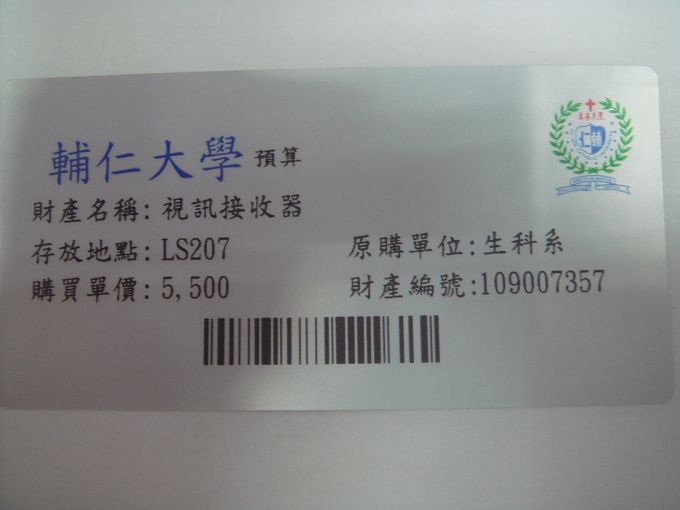 輔仁大學 預算
財產名稱: 視訊接收器
存放地點: LS207 原購單位:生科系
購買單價: 5,500 財產編號:109007357